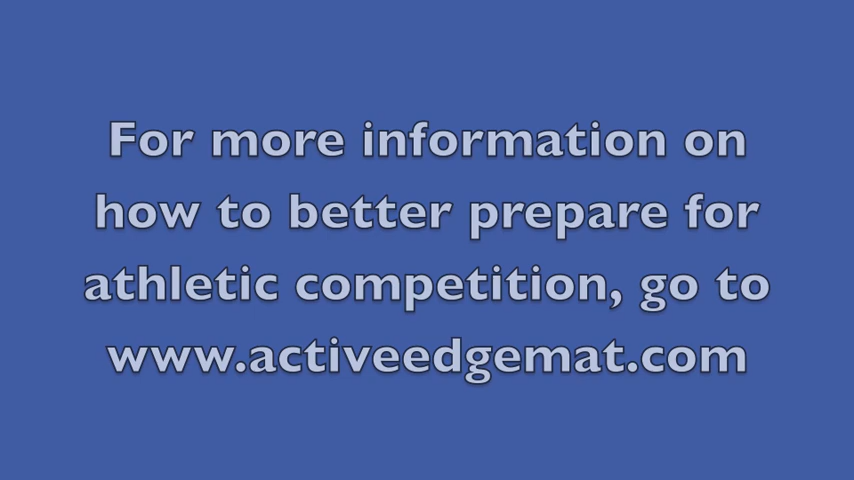 For more information on
how to better prepare for
athletic competition, go to
www.activeedgemat.com